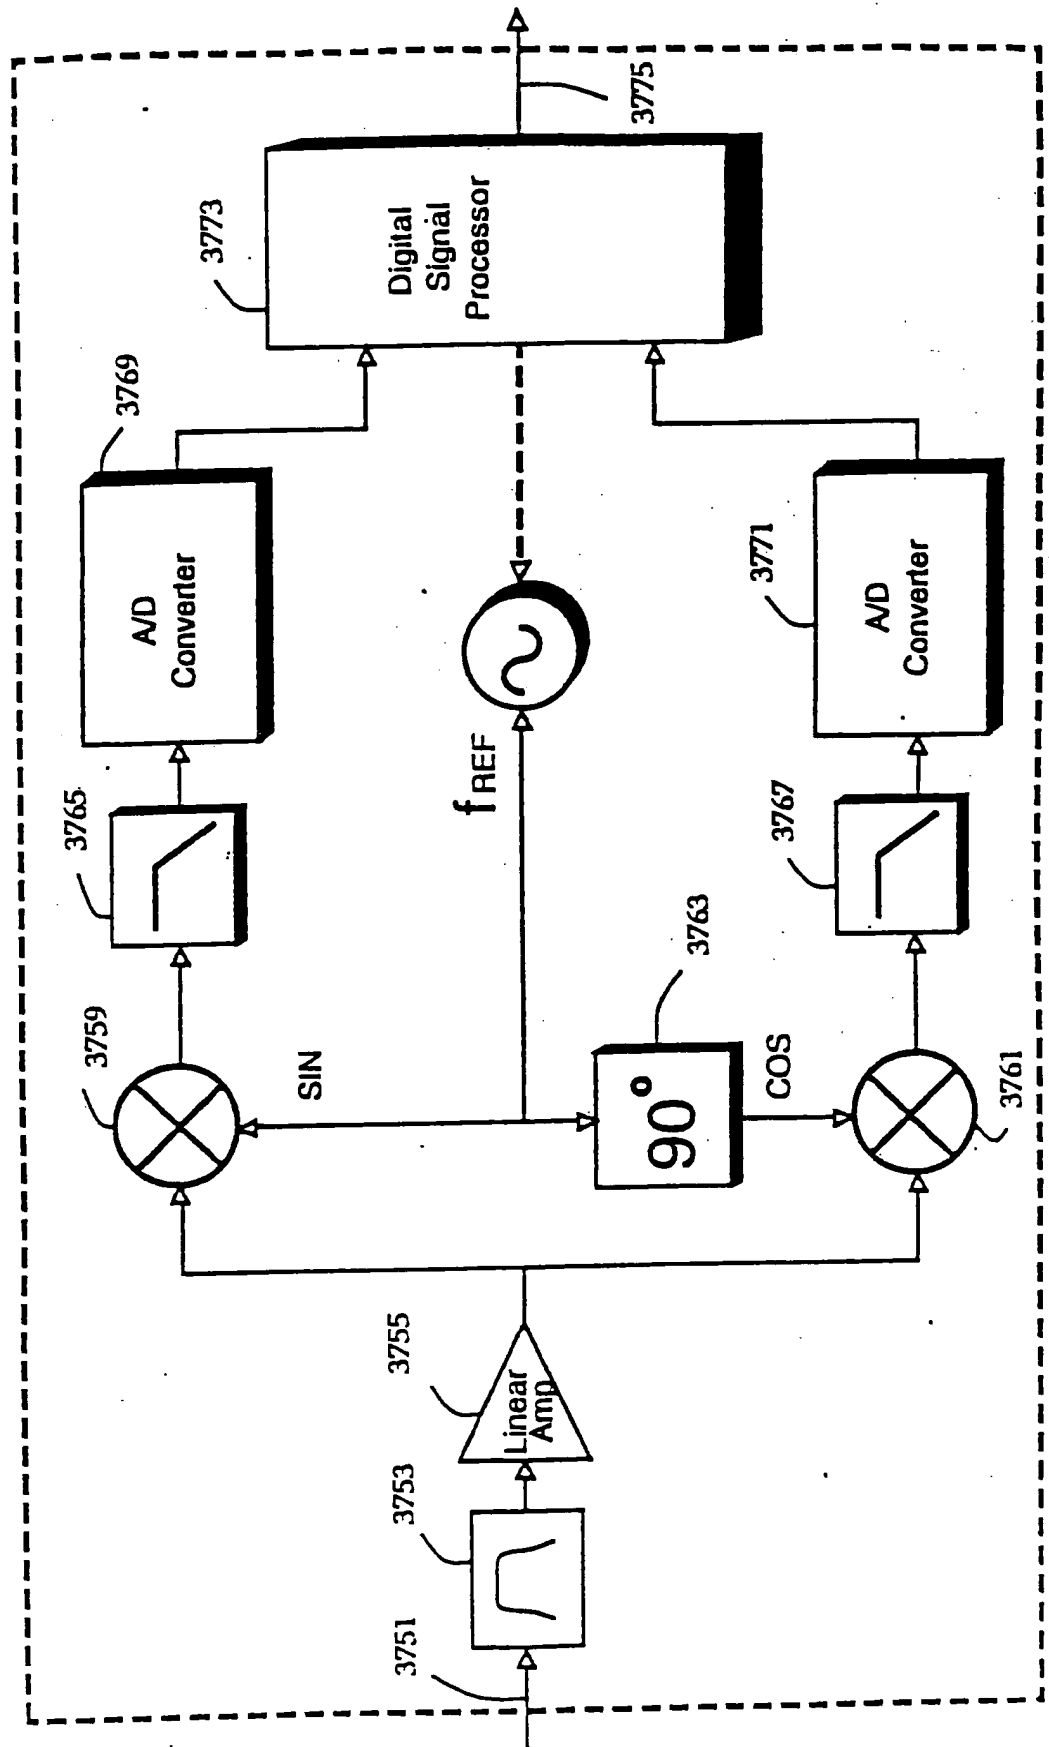 3751
3753
3755
Linear
Amp
3759
SIN
90°
3763
COS
3761
fREF
3765
3767
A/D
Converter
3769
A/D
Converter
3771
Digital
Signal
Processor
3773
3775